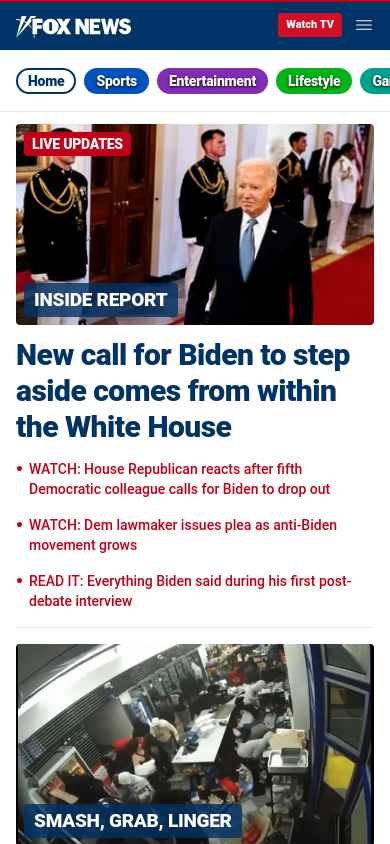 FOX NEWS
Watch TV
Home
Sports
Entertainment
Lifestyle
LIVE UPDATES
INSIDE REPORT
New call for Biden to step
aside comes from within
the White House
WATCH: House Republican reacts after fifth
Democratic colleague calls for Biden to drop out
WATCH: Dem lawmaker issues plea as anti-Biden
movement grows
READ IT: Everything Biden said during his first post-
debate interview
SMASH, GRAB, LINGER